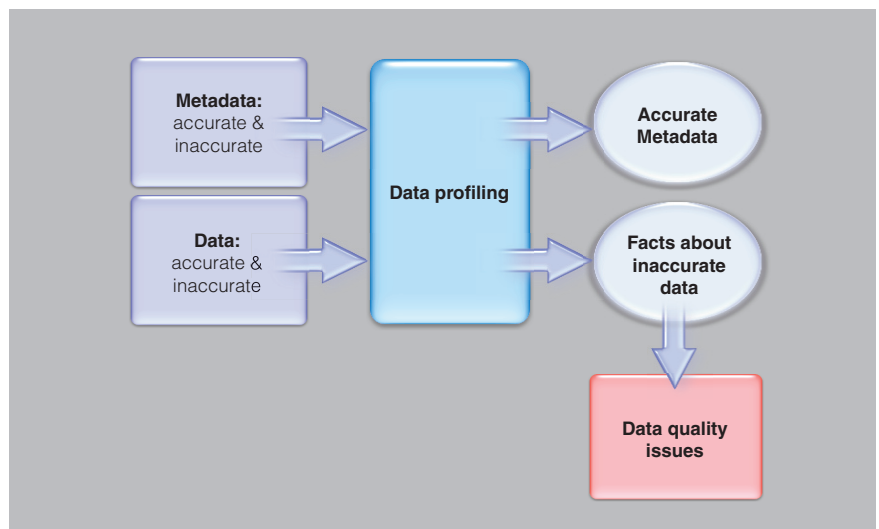 Metadata:
accurate &
inaccurate
Data profiling
Accurate
Metadata
Data:
accurate &
inaccurate
Facts about
inaccurate
data
Data quality
issues